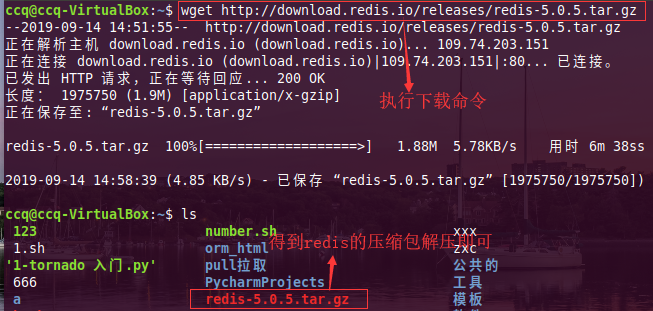 ccq@ccq-VirtualBox:~$ wget http://download.redis.io/releases/redis-5.0.5.tar.gz
--2019-09-14 14:51:55--  http://download.redis.io/releases/redis-5.0.5.tar.gz
正在解析主机 download.redis.io (download.redis.io)... 109.74.203.151
正在连接 download.redis.io (download.redis.io)|109.74.203.151|:80... 已连接。
已发出 HTTP 请求，正在等待回应... 200 OK
长度： 1975750 (1.9M) [application/x-gzip]
正在保存至: “redis-5.0.5.tar.gz”
执行下载命令
redis-5.0.5.tar.gz  100%[===================>]   1.88M  5.78KB/s    用时 6m 38ss
2019-09-14 14:58:39 (4.85 KB/s) - 已保存 “redis-5.0.5.tar.gz” [1975750/1975750])
ccq@ccq-VirtualBox:~$ ls
123 number.sh xxx
得到redis的压缩包解压即可
1.sh orm_html zxc
'1-tornado 入门.py' pull拉取 公共的
666 PycharmProjects 工具
a redis-5.0.5.tar.gz 模板